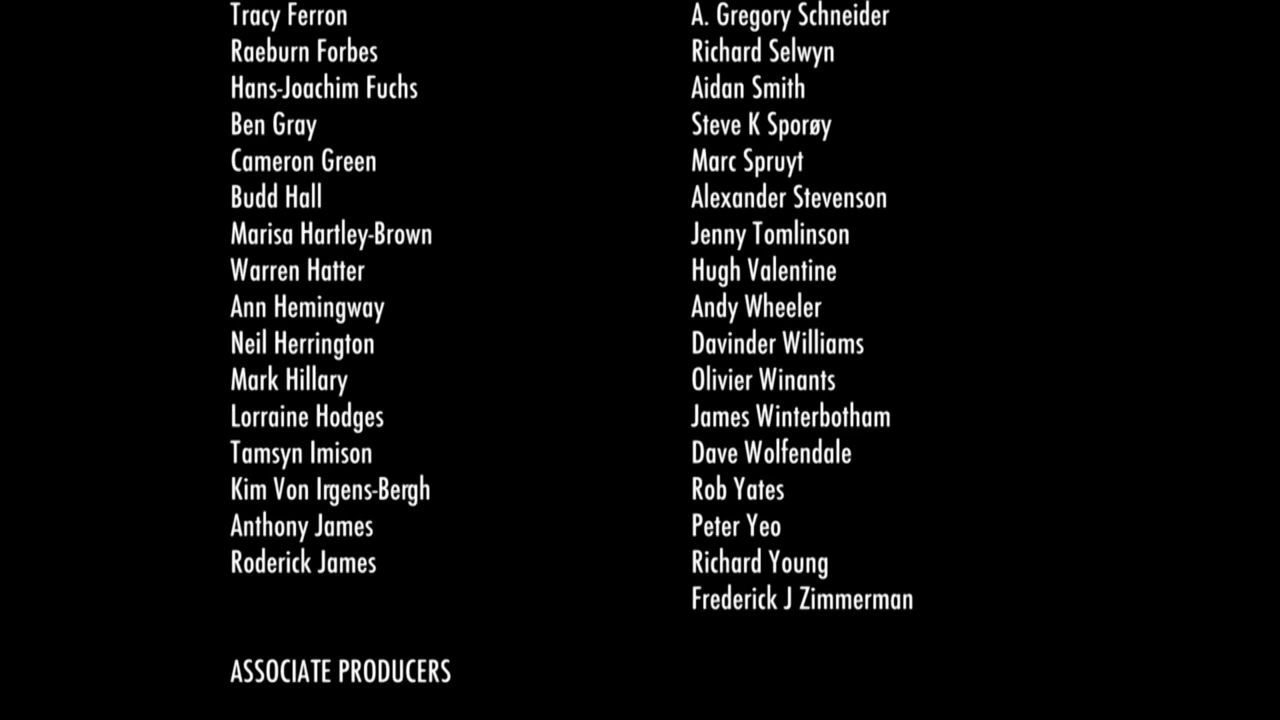 Tracy Ferron
Raeburn Forbes
Hans-Joachim Fuchs
Ben Gray
Cameron Green
Budd Hall
Marisa Hartley-Brown
Warren Hatter
Ann Hemingway
Neil Herrington
Mark Hillary
Lorraine Hodges
Tamsyn Imison
Kim Von Irgens-Bergh
Anthony James
Roderick James
A. Gregory Schneider
Richard Selwyn
Aidan Smith
Steve K Sporøy
Marc Spruyt
Alexander Stevenson
Jenny Tomlinson
Hugh Valentine
Andy Wheeler
Davinder Williams
Olivier Winants
James Winterbotham
Dave Wolfendale
Rob Yates
Peter Yeo
Richard Young
Frederick J Zimmerman
ASSOCIATE PRODUCERS